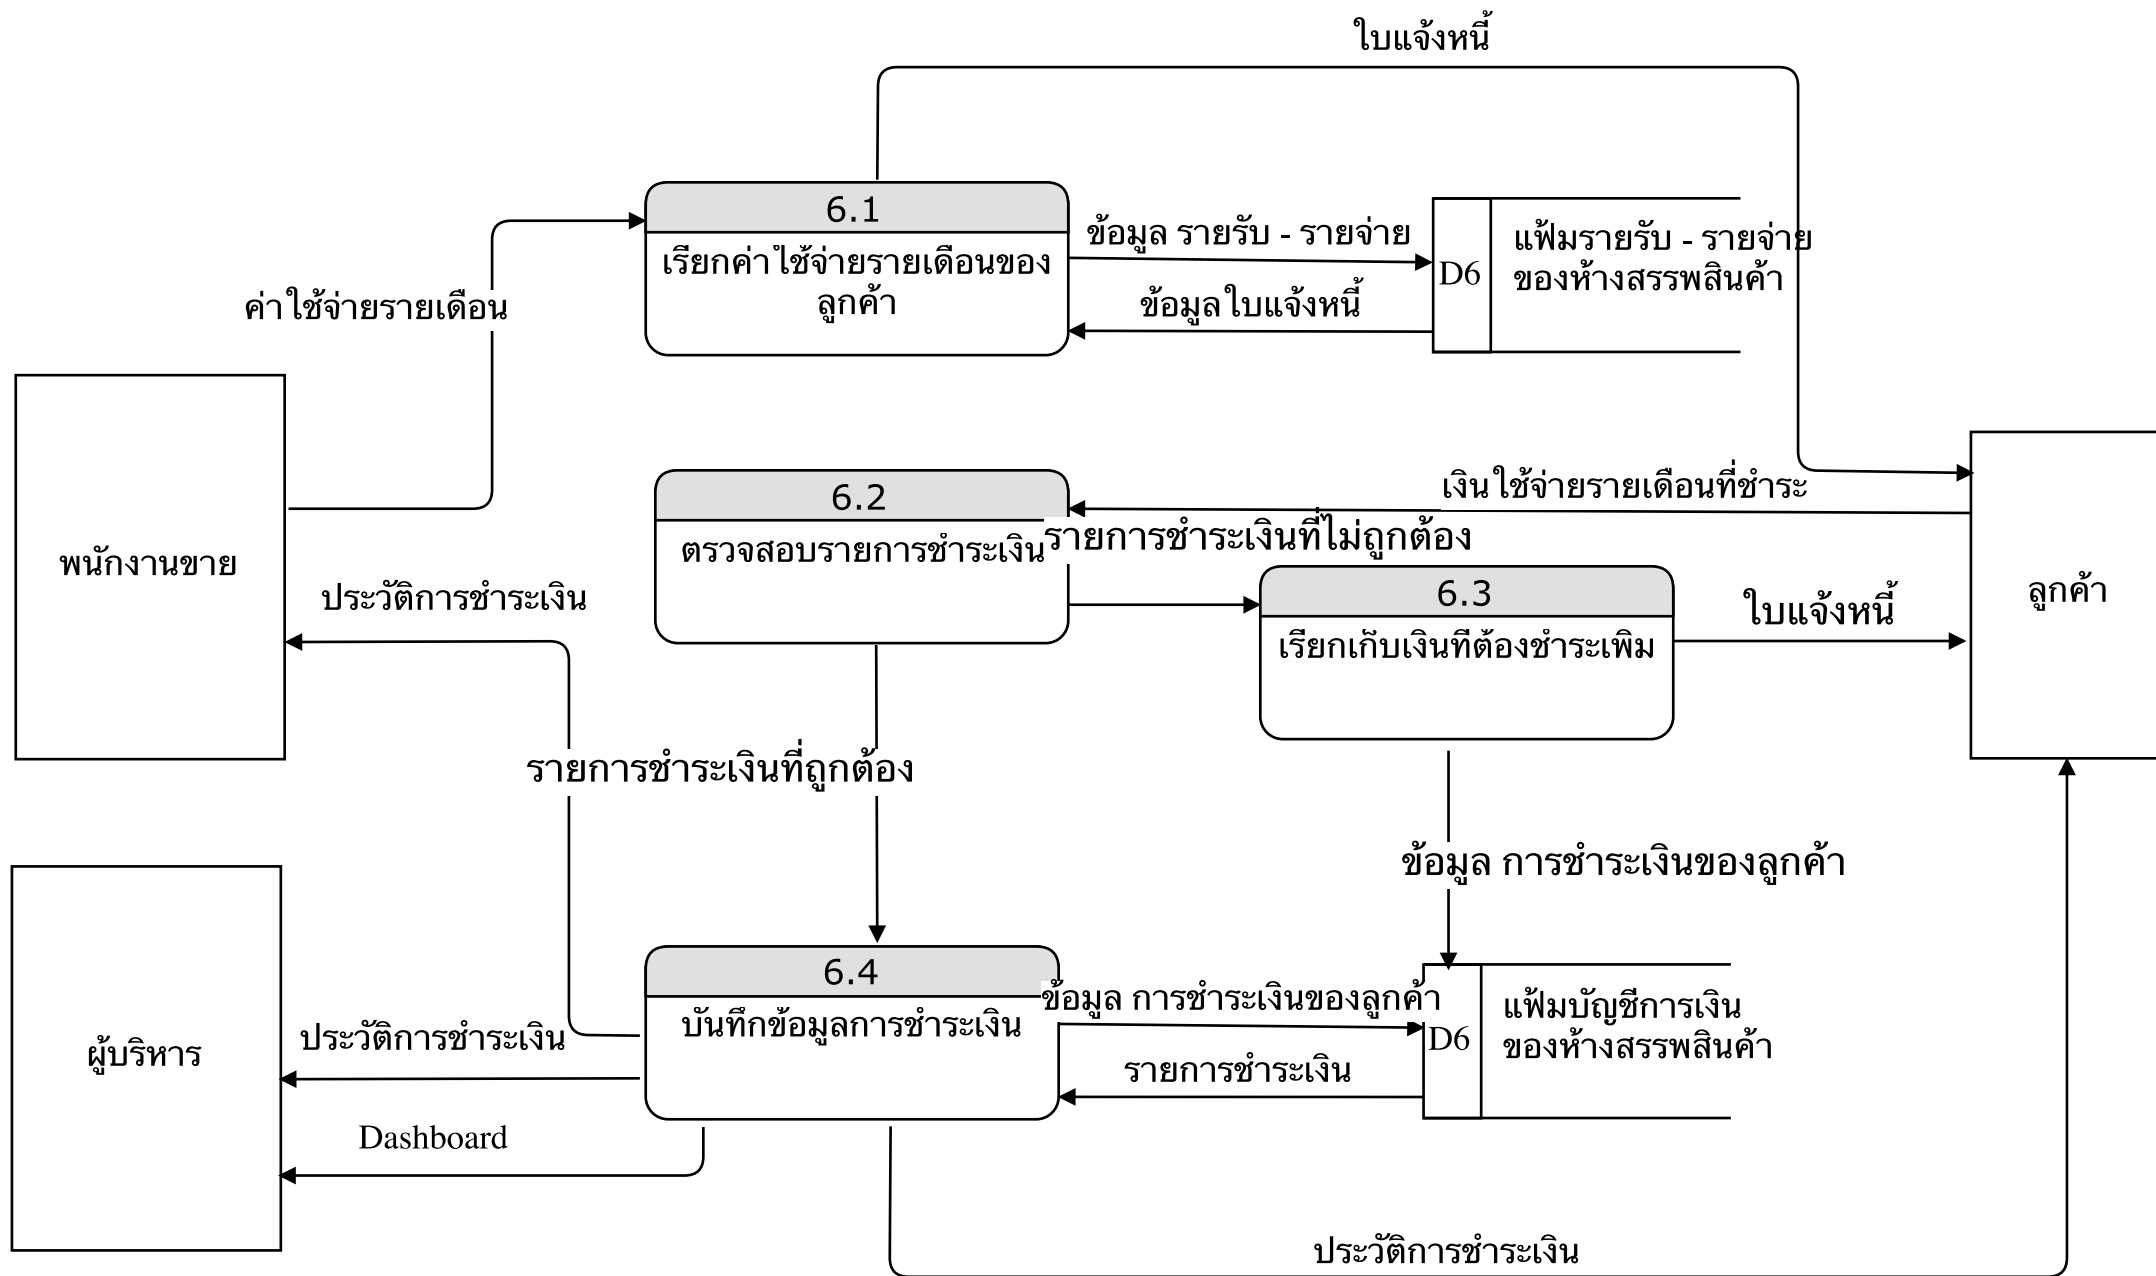 ใบแจ้งหนี้
6.1
เรียกค่าใช้จ่ายรายเดือนของ
ลูกค้า
ข้อมูล รายรับ - รายจ่าย
ข้อมูลใบแจ้งหนี้
D6
แฟ้มรายรับ - รายจ่าย
ของห้างสรรพสินค้า
ค่าใช้จ่ายรายเดือน
พนักงานขาย
6.2
ตรวจสอบรายการชำระเงิน
เงินใช้จ่ายรายเดือนที่ชำระ
รายการชำระเงินที่ไม่ถูกต้อง
6.3
เรียกเก็บเงินที่ต้องชำระเพิ่ม
ใบแจ้งหนี้
ลูกค้า
ประวัติการชำระเงิน
รายการชำระเงินที่ถูกต้อง
ข้อมูล การชำระเงินของลูกค้า
ผู้บริหาร
ประวัติการชำระเงิน
Dashboard
6.4
บันทึกข้อมูลการชำระเงิน
ข้อมูล การชำระเงินของลูกค้า
รายการชำระเงิน
D6
แฟ้มบัญชีการเงิน
ของห้างสรรพสินค้า
ประวัติการชำระเงิน